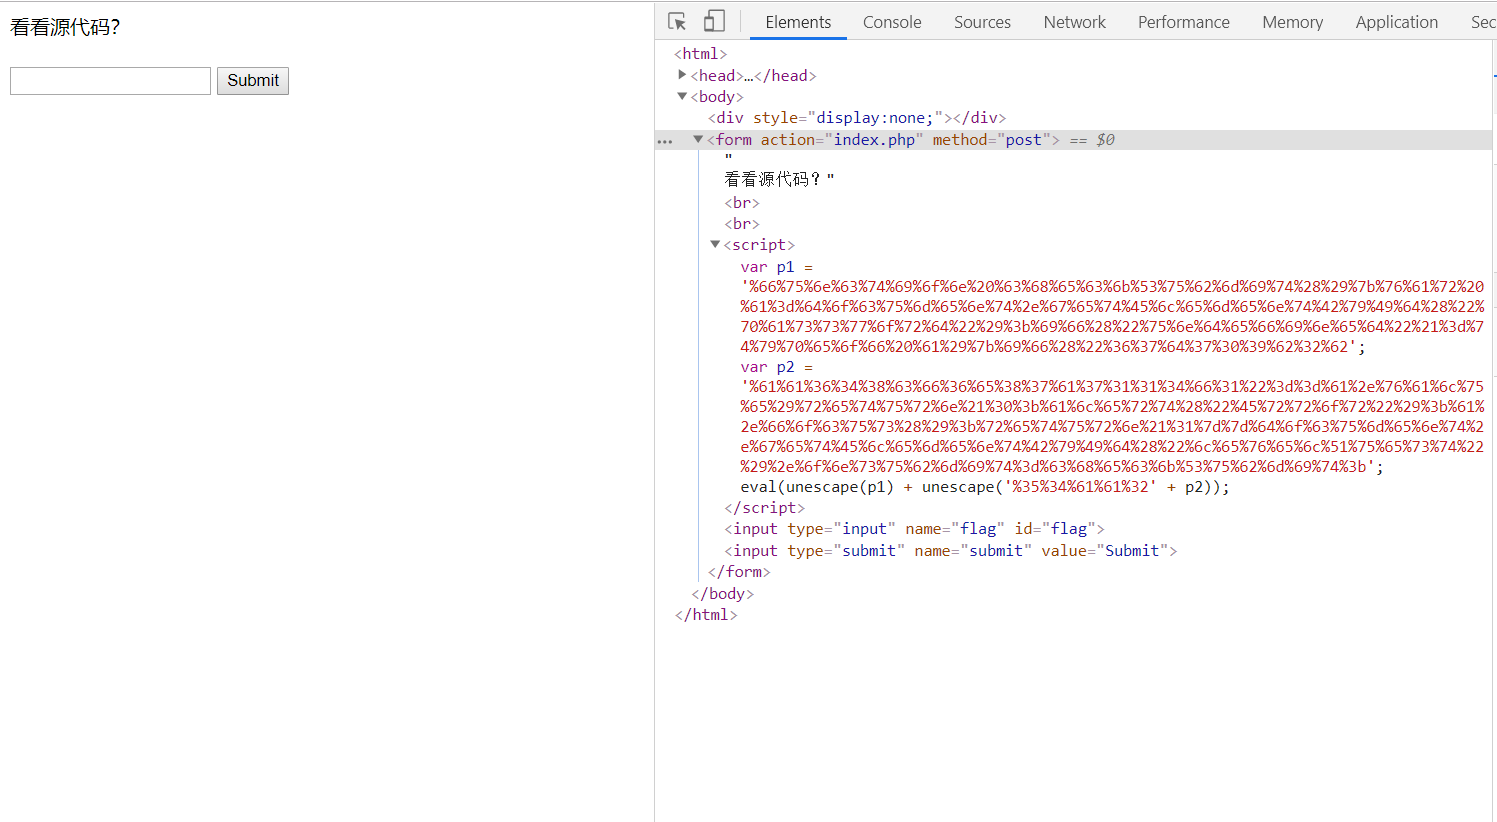 看看源代码?
Submit
Elements Console Sources Network Performance Memory Application Sec
<html>
<head>…</head>
<body>
<div style="display:none;"></div>
… <form action="index.php" method="post"> == $0
"
看看源代码? "
<br>
<br>
<script>
var p1 =
'%66%75%6e%63%74%69%6f%6e%20%63%68%65%63%6b%53%75%62%6d%69%74%28%29%7b%76%61%72%20
%61%3d%64%6f%63%75%6d%65%6e%74%2e%67%65%74%45%6c%65%6d%65%6e%74%42%79%49%64%28%22%
70%61%73%73%77%6f%72%64%22%29%3b%69%66%28%22%75%6e%64%65%66%69%6e%65%64%22%21%3d%7
4%79%70%65%6f%66%20%61%29%7b%69%66%28%22%36%37%64%37%30%39%62%32%62';
var p2 =
'%61%61%36%34%38%63%66%36%65%38%37%61%37%31%31%34%66%31%22%3d%3d%61%2e%76%61%6c%75
%65%29%72%65%74%75%72%6e%21%30%3b%61%6c%65%72%74%28%22%45%72%72%6f%72%22%29%3b%61%
2e%66%6f%63%75%73%28%29%3b%72%65%74%75%72%6e%21%31%7d%7d%64%6f%63%75%6d%65%6e%74%2
e%67%65%74%45%6c%65%6d%65%6e%74%42%79%49%64%28%22%6c%65%76%65%6c%51%75%65%73%74%22
%29%2e%6f%6e%73%75%62%6d%69%74%3d%63%68%65%63%6b%53%75%62%6d%69%74%3b';
eval(unescape(p1) + unescape('%35%34%61%61%32' + p2));
</script>
<input type="input" name="flag" id="flag">
<input type="submit" name="submit" value="Submit">
</form>
</body>
</html>